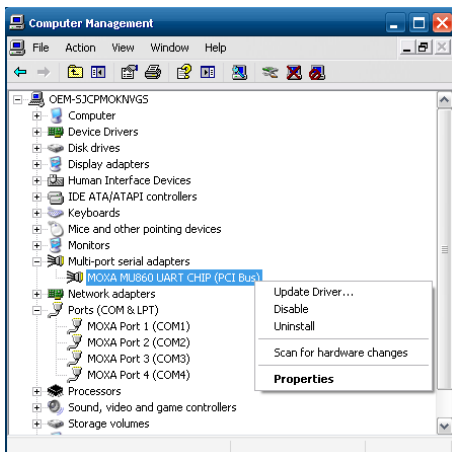 Computer Management
File Action View Window Help
OEM-SJCPMOKNVGS
Computer
Device Drivers
Disk drives
Display adapters
Human Interface Devices
IDE ATA/ATAPI controllers
Keyboards
Mice and other pointing devices
Monitors
Multi-port serial adapters
MOXA MU860 UART CHIP (PCI Bus)
Network adapters
Ports (COM & LPT)
MOXA Port 1 (COM1)
MOXA Port 2 (COM2)
MOXA Port 3 (COM3)
MOXA Port 4 (COM4)
Processors
Sound, video and game controllers
Storage volumes
Update Driver...
Disable
Uninstall
Scan for hardware changes
Properties